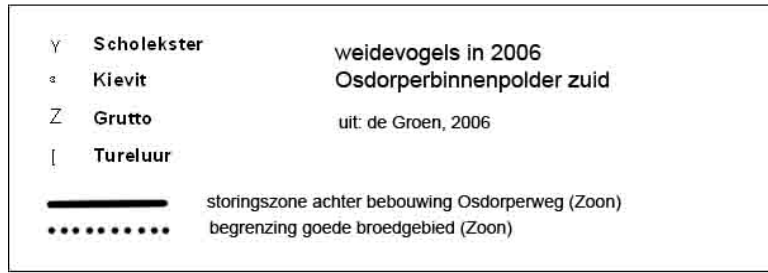 Y Scholekster
¤ Kievit
Z Grutto
[ Tureluur
weidevogels in 2006
Osdorperbinnenpolder zuid
uit: de Groen, 2006
storingszone achter bebouwing Osdorperweg (Zoon)
begrenzing goede broedgebied (Zoon)